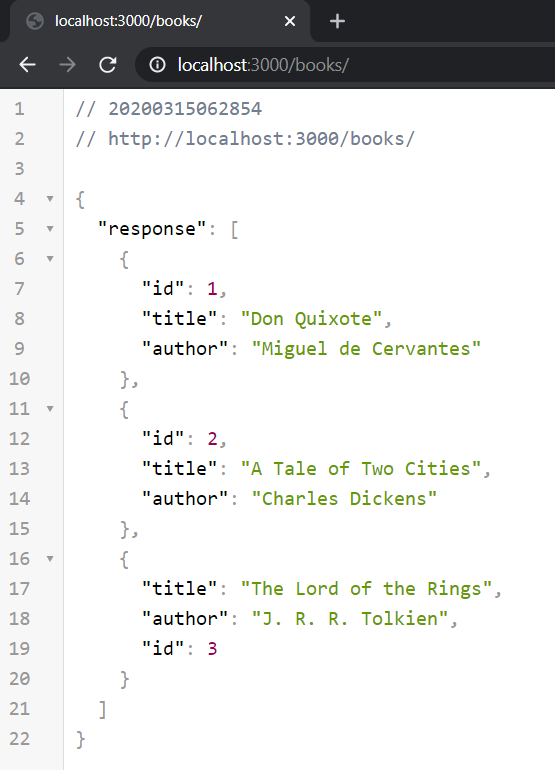 localhost:3000/books/
localhost:3000/books/
1 // 20200315062854
2 // http://localhost:3000/books/
3
4 {
5 "response": [
6 {
7 "id": 1,
8 "title": "Don Quixote",
9 "author": "Miguel de Cervantes"
10 },
11 {
12 "id": 2,
13 "title": "A Tale of Two Cities",
14 "author": "Charles Dickens"
15 },
16 {
17 "title": "The Lord of the Rings",
18 "author": "J. R. R. Tolkien",
19 "id": 3
20 }
21 ]
22 }